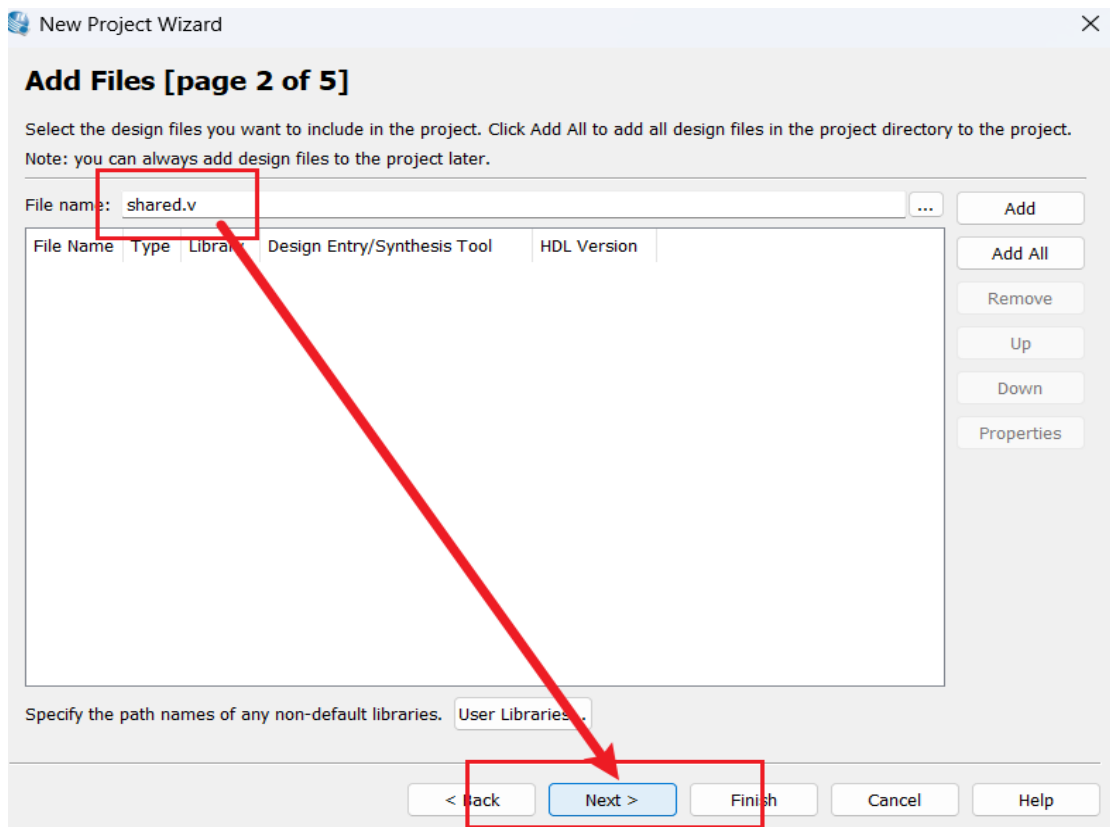 New Project Wizard
Add Files [page 2 of 5]
Select the design files you want to include in the project. Click Add All to add all design files in the project directory to the project.
Note: you can always add design files to the project later.
File name: shared.v ... Add
File Name Type Library Design Entry/Synthesis Tool HDL Version
Add All
Remove
Up
Down
Properties
Specify the path names of any non-default libraries. User Libraries...
< Back Next > Finish Cancel Help